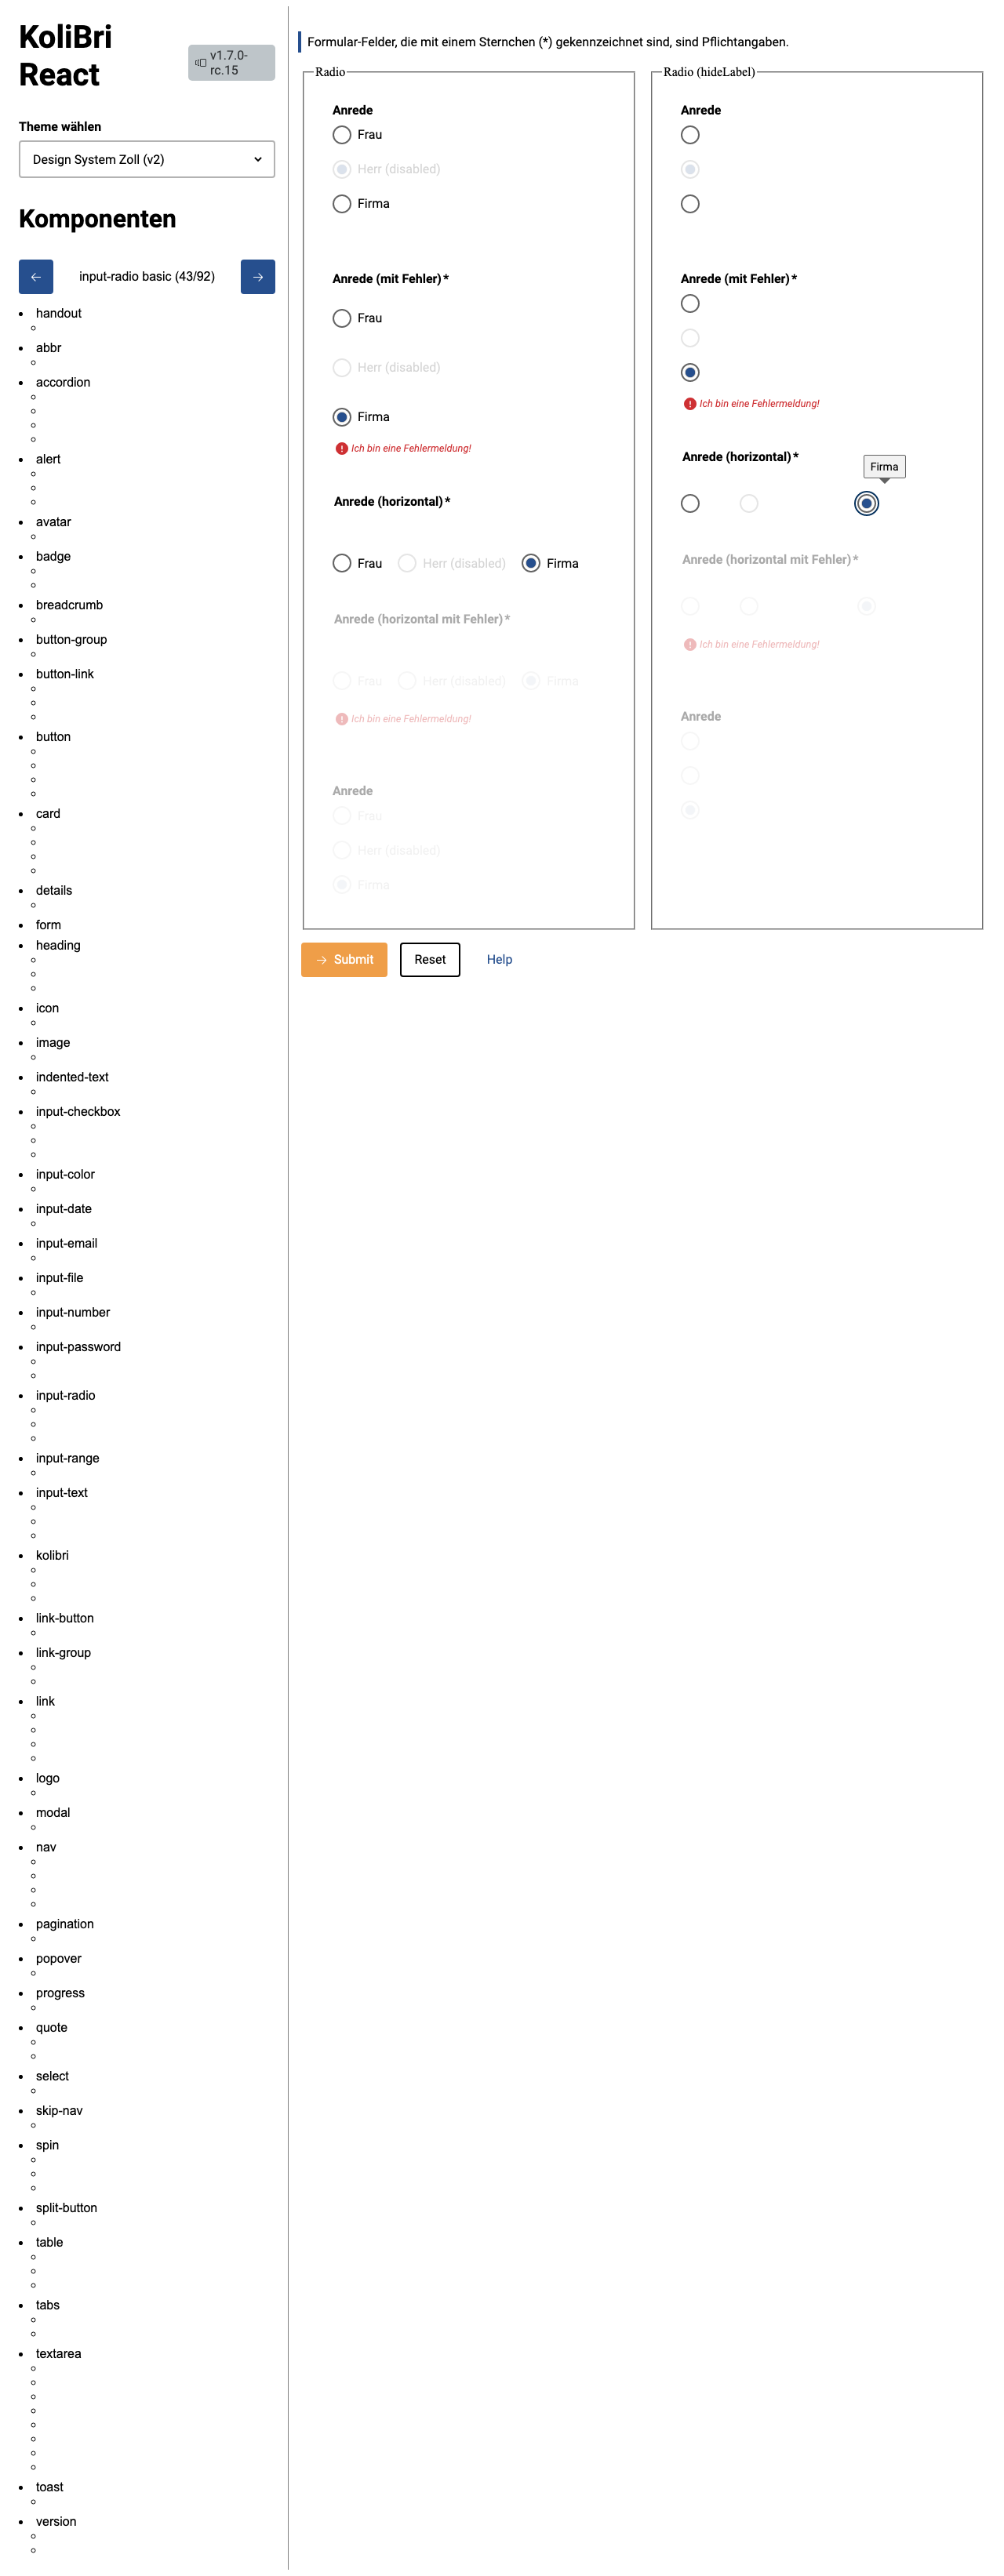 KoliBri
React
v1.7.0-
rc.15
Theme wählen
Design System Zoll (v2)
Komponenten
input-radio basic (43/92)
handout
abbr
accordion
alert
avatar
badge
breadcrumb
button-group
button-link
button
card
details
form
heading
icon
image
indented-text
input-checkbox
input-color
input-date
input-email
input-file
input-number
input-password
input-radio
input-range
input-text
kolibri
link-button
link-group
link
logo
modal
nav
pagination
popover
progress
quote
select
skip-nav
spin
split-button
table
tabs
textarea
toast
version
Formular-Felder, die mit einem Sternchen (*) gekennzeichnet sind, sind Pflichtangaben.
Radio
Anrede
Frau
Herr (disabled)
Firma
Anrede (mit Fehler)*
Frau
Herr (disabled)
Firma
Ich bin eine Fehlermeldung!
Anrede (horizontal)*
Frau Herr (disabled) Firma
Anrede (horizontal mit Fehler)*
Frau Herr (disabled) Firma
Ich bin eine Fehlermeldung!
Anrede
Frau
Herr (disabled)
Firma
Radio (hideLabel)
Anrede
Anrede (mit Fehler)*
Ich bin eine Fehlermeldung!
Anrede (horizontal)*
Firma
Anrede (horizontal mit Fehler)*
Ich bin eine Fehlermeldung!
Anrede
Submit Reset Help